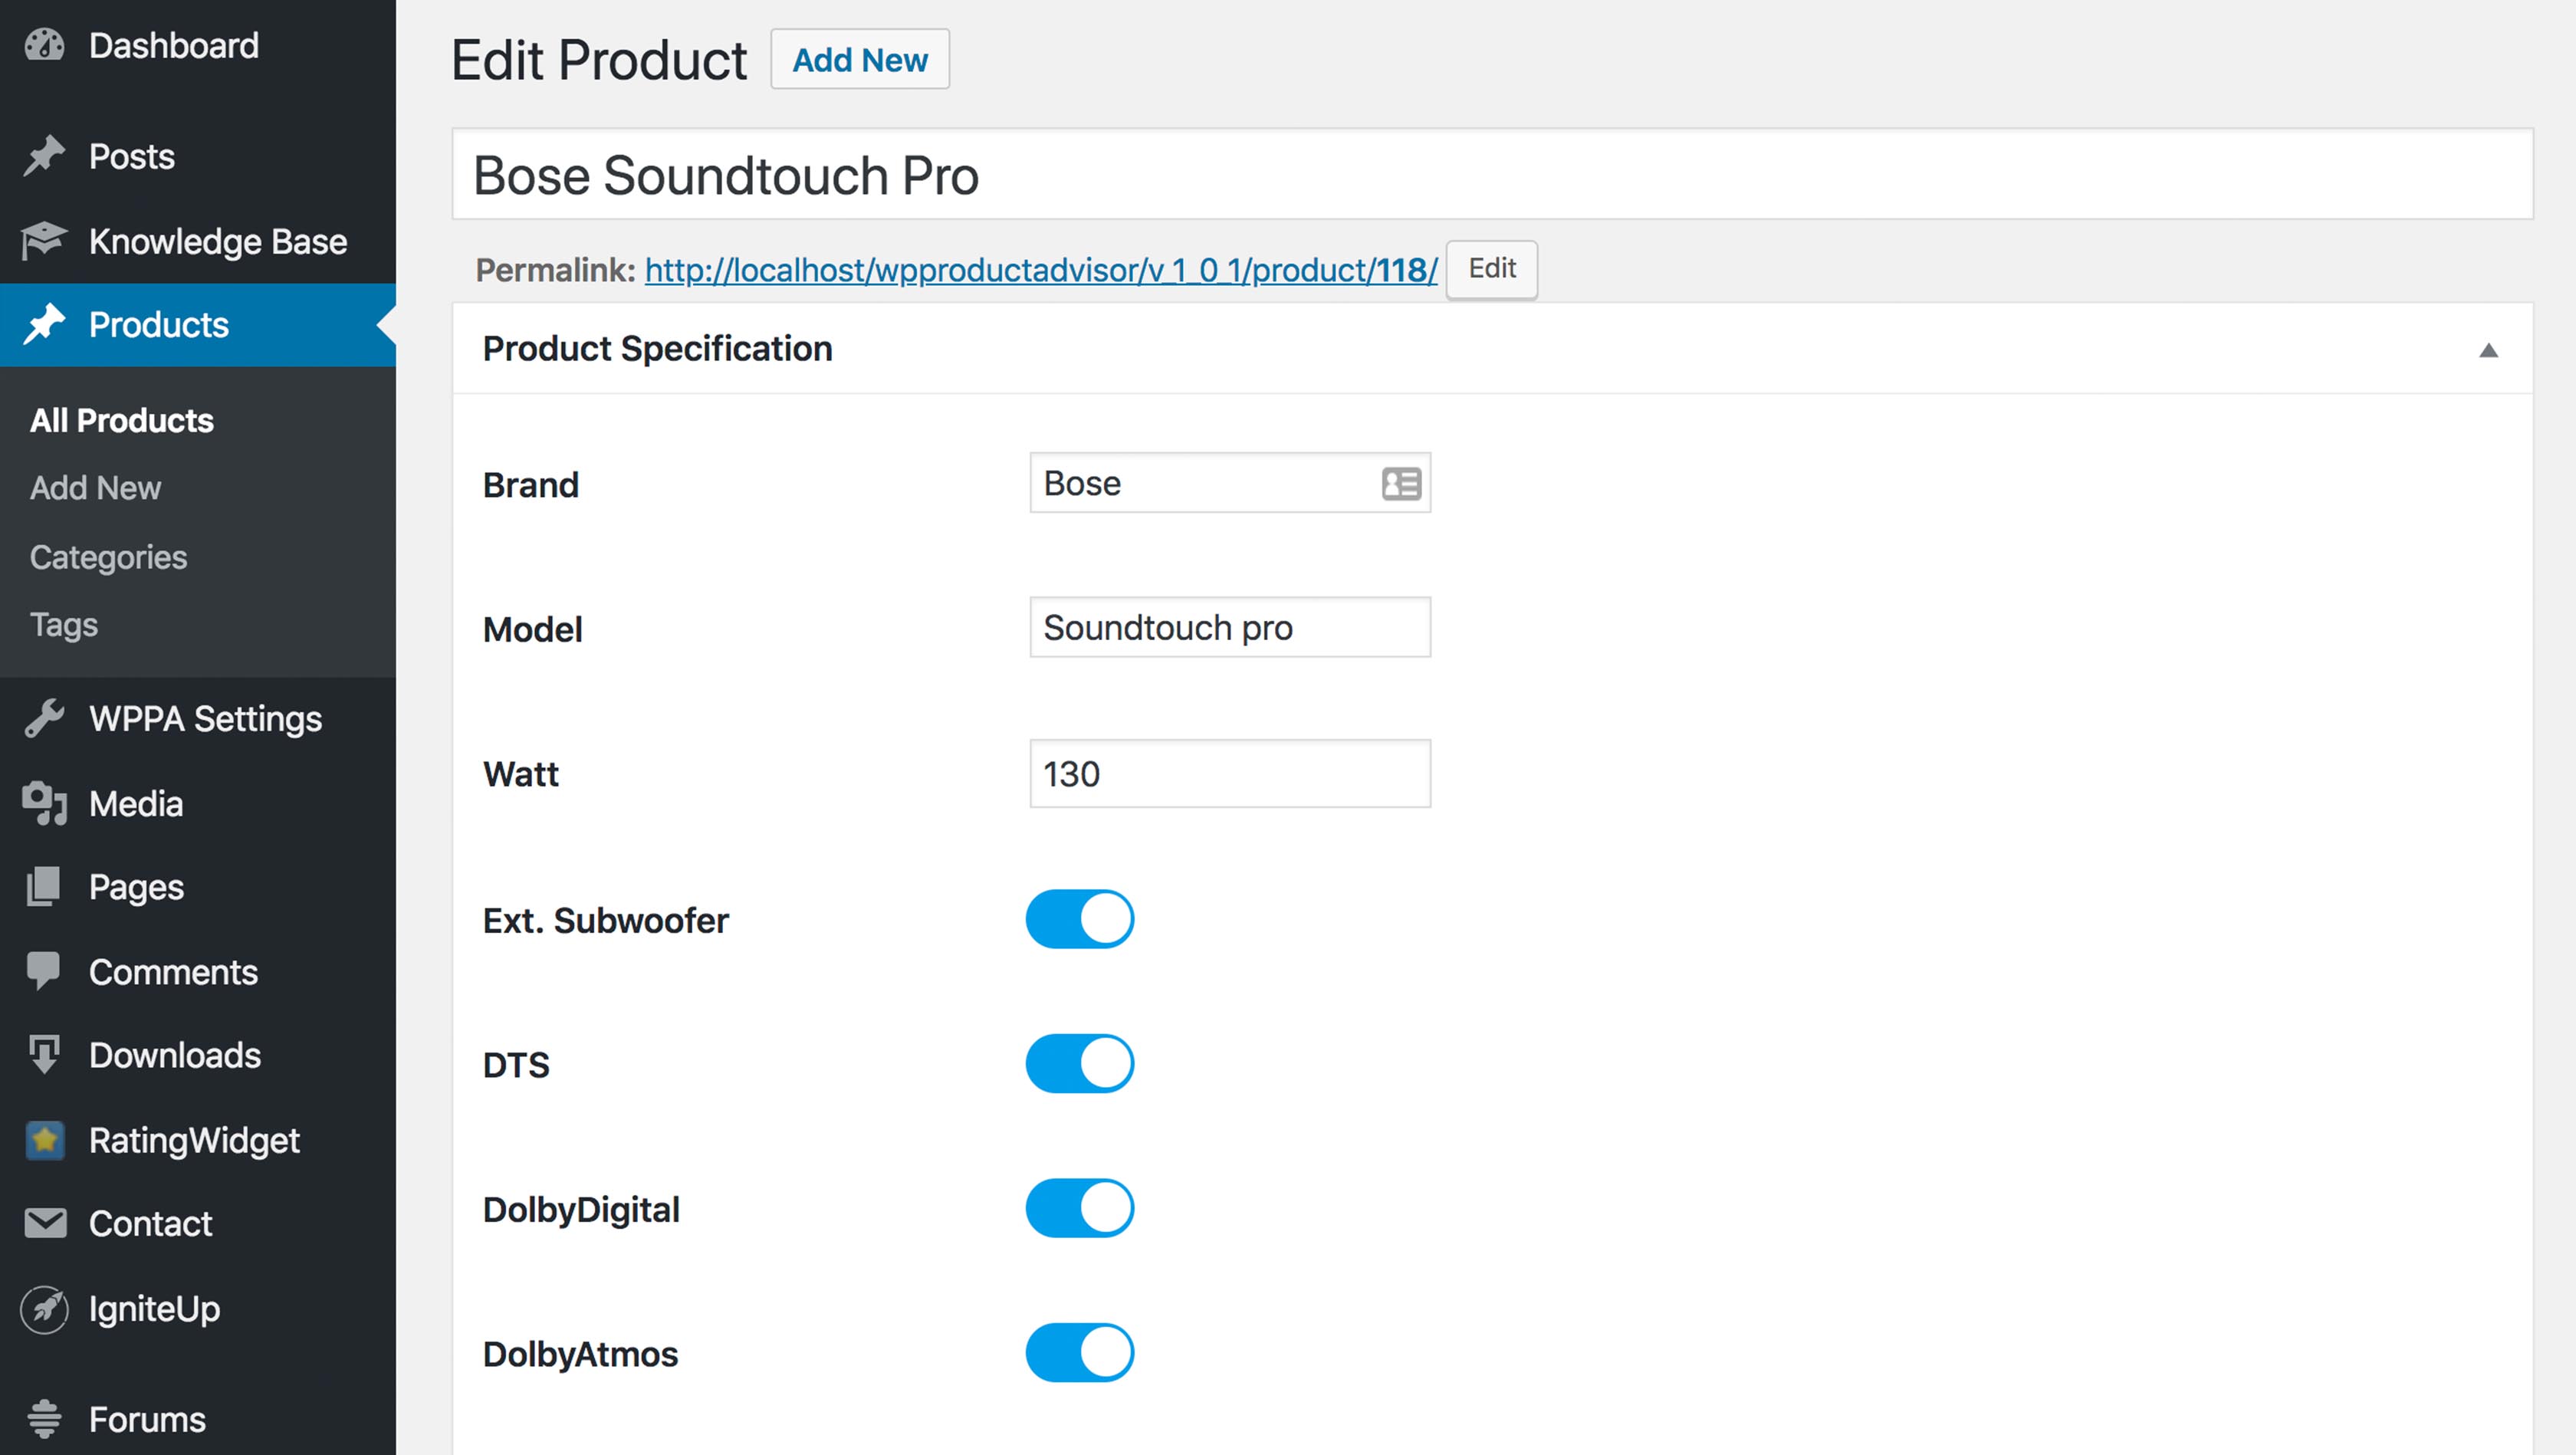 Dashboard
Posts
Knowledge Base
Products
All Products
Add New
Categories
Tags
WPPA Settings
Media
Pages
Comments
Downloads
RatingWidget
Contact
IgniteUp
Forums
Edit Product Add New
Bose Soundtouch Pro
Permalink: http://localhost/wpproductadvisor/v_1_0_1/product/118/ Edit
Product Specification
Brand Bose
Model Soundtouch pro
Watt 130
Ext. Subwoofer
DTS
DolbyDigital
DolbyAtmos